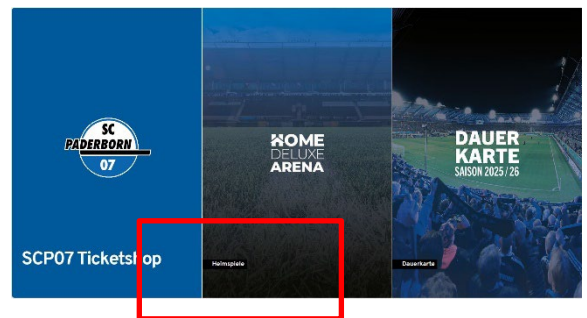 SC
PADERBORN
07
SCP07 Ticketshop
HOME
DELUXE
ARENA
Heimspiele
DAUER
KARTE
SAISON 2025/26
Dauerkarte